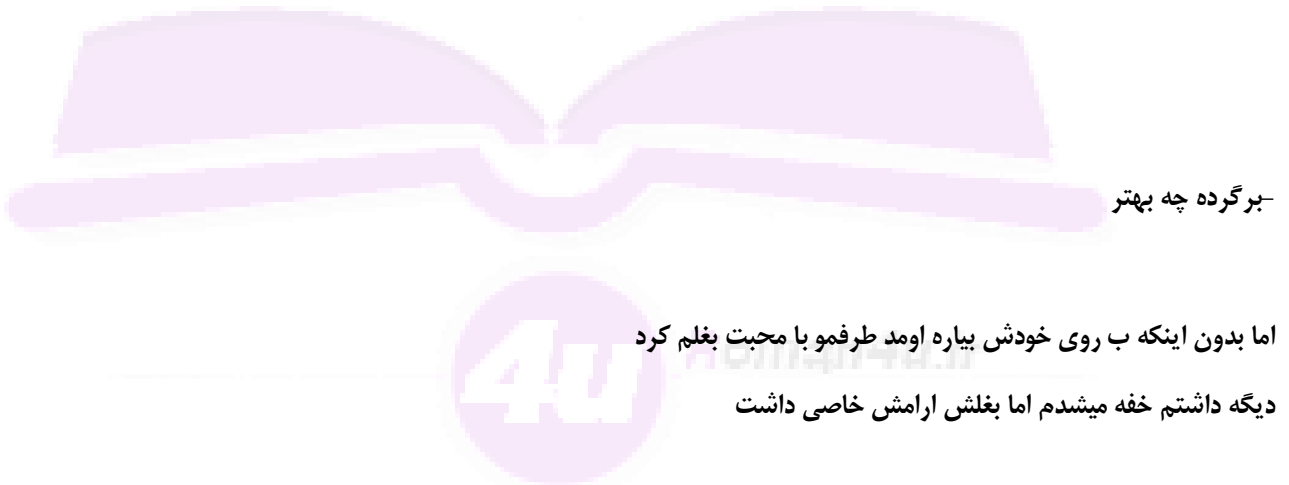 -برگرده چه بهتر
اما بدون اینکه ب روی خودش بیاره اومد طرفمو با محبت بغلم کرد
دیگه داشتم خفه میشدم اما بغلش ارامش خاصی داشت
4u